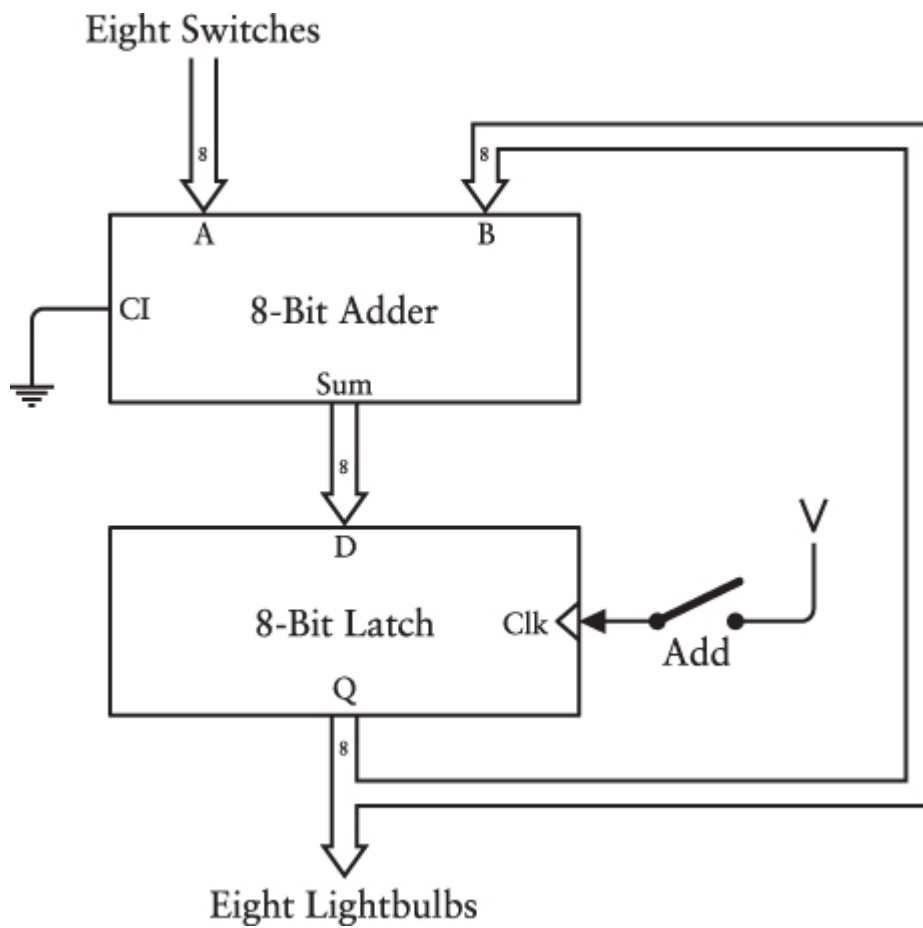 Eight Switches
8
8
A
B
CI
8-Bit Adder
Sum
8
D
V
8-Bit Latch
Clk
Add
Q
8
Eight Lightbulbs